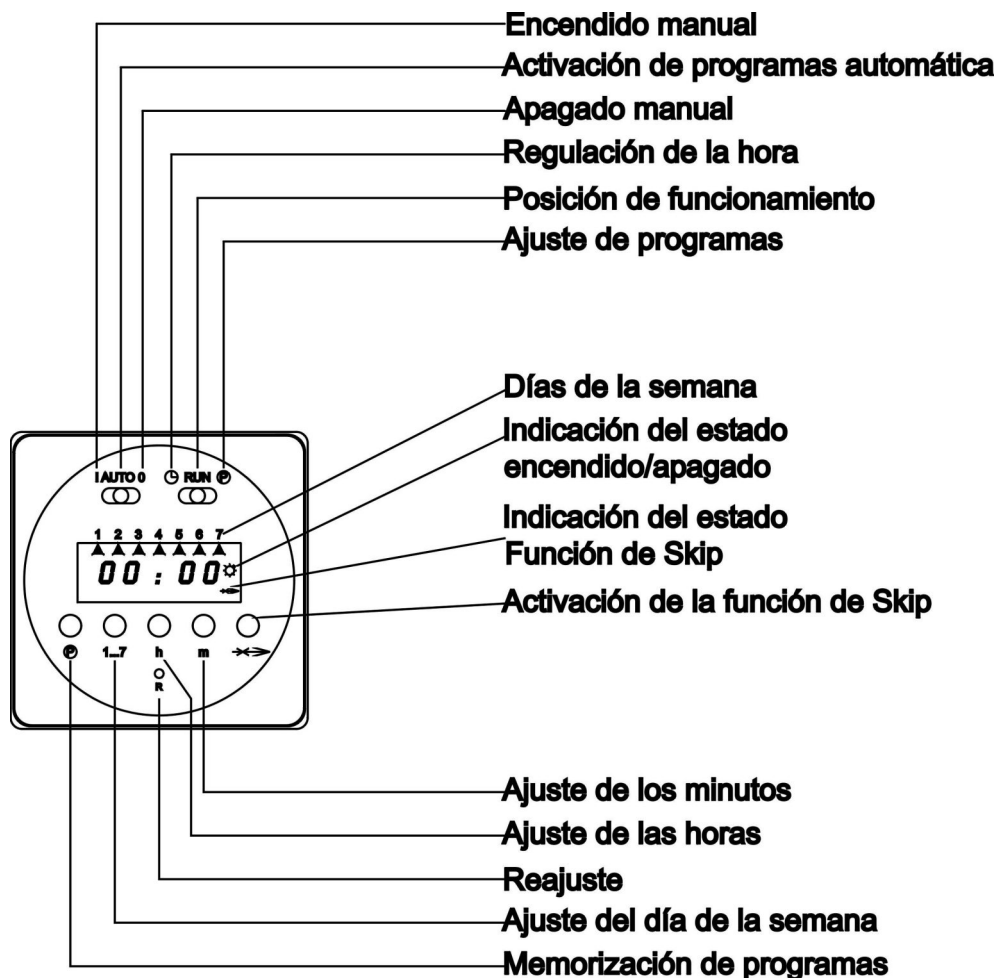 Encendido manual
Activación de programas automática
Apagado manual
Regulación de la hora
Posición de funcionamiento
Ajuste de programas
Días de la semana
Indicación del estado
encendido/apagado
Indicación del estado
Función de Skip
Activación de la función de Skip
I AUTO 0 RUN P
1 2 3 4 5 6 7
00:00
P 1...7 h m
R
Ajuste de los minutos
Ajuste de las horas
Reajuste
Ajuste del día de la semana
Memorización de programas